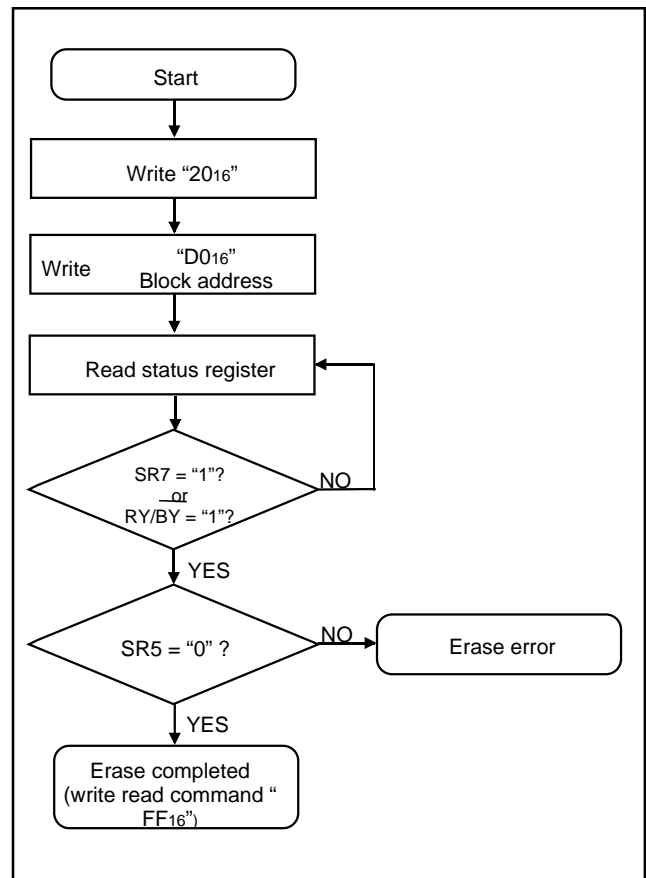 Start
Write “2016”
“D016”
Write
Block address
Read status register
SR7 = “1”?
or
RY/BY = “1”?
NO
YES
SR5 = “0” ?
NO
Erase error
YES
Erase completed
(write read command “
FF16”)